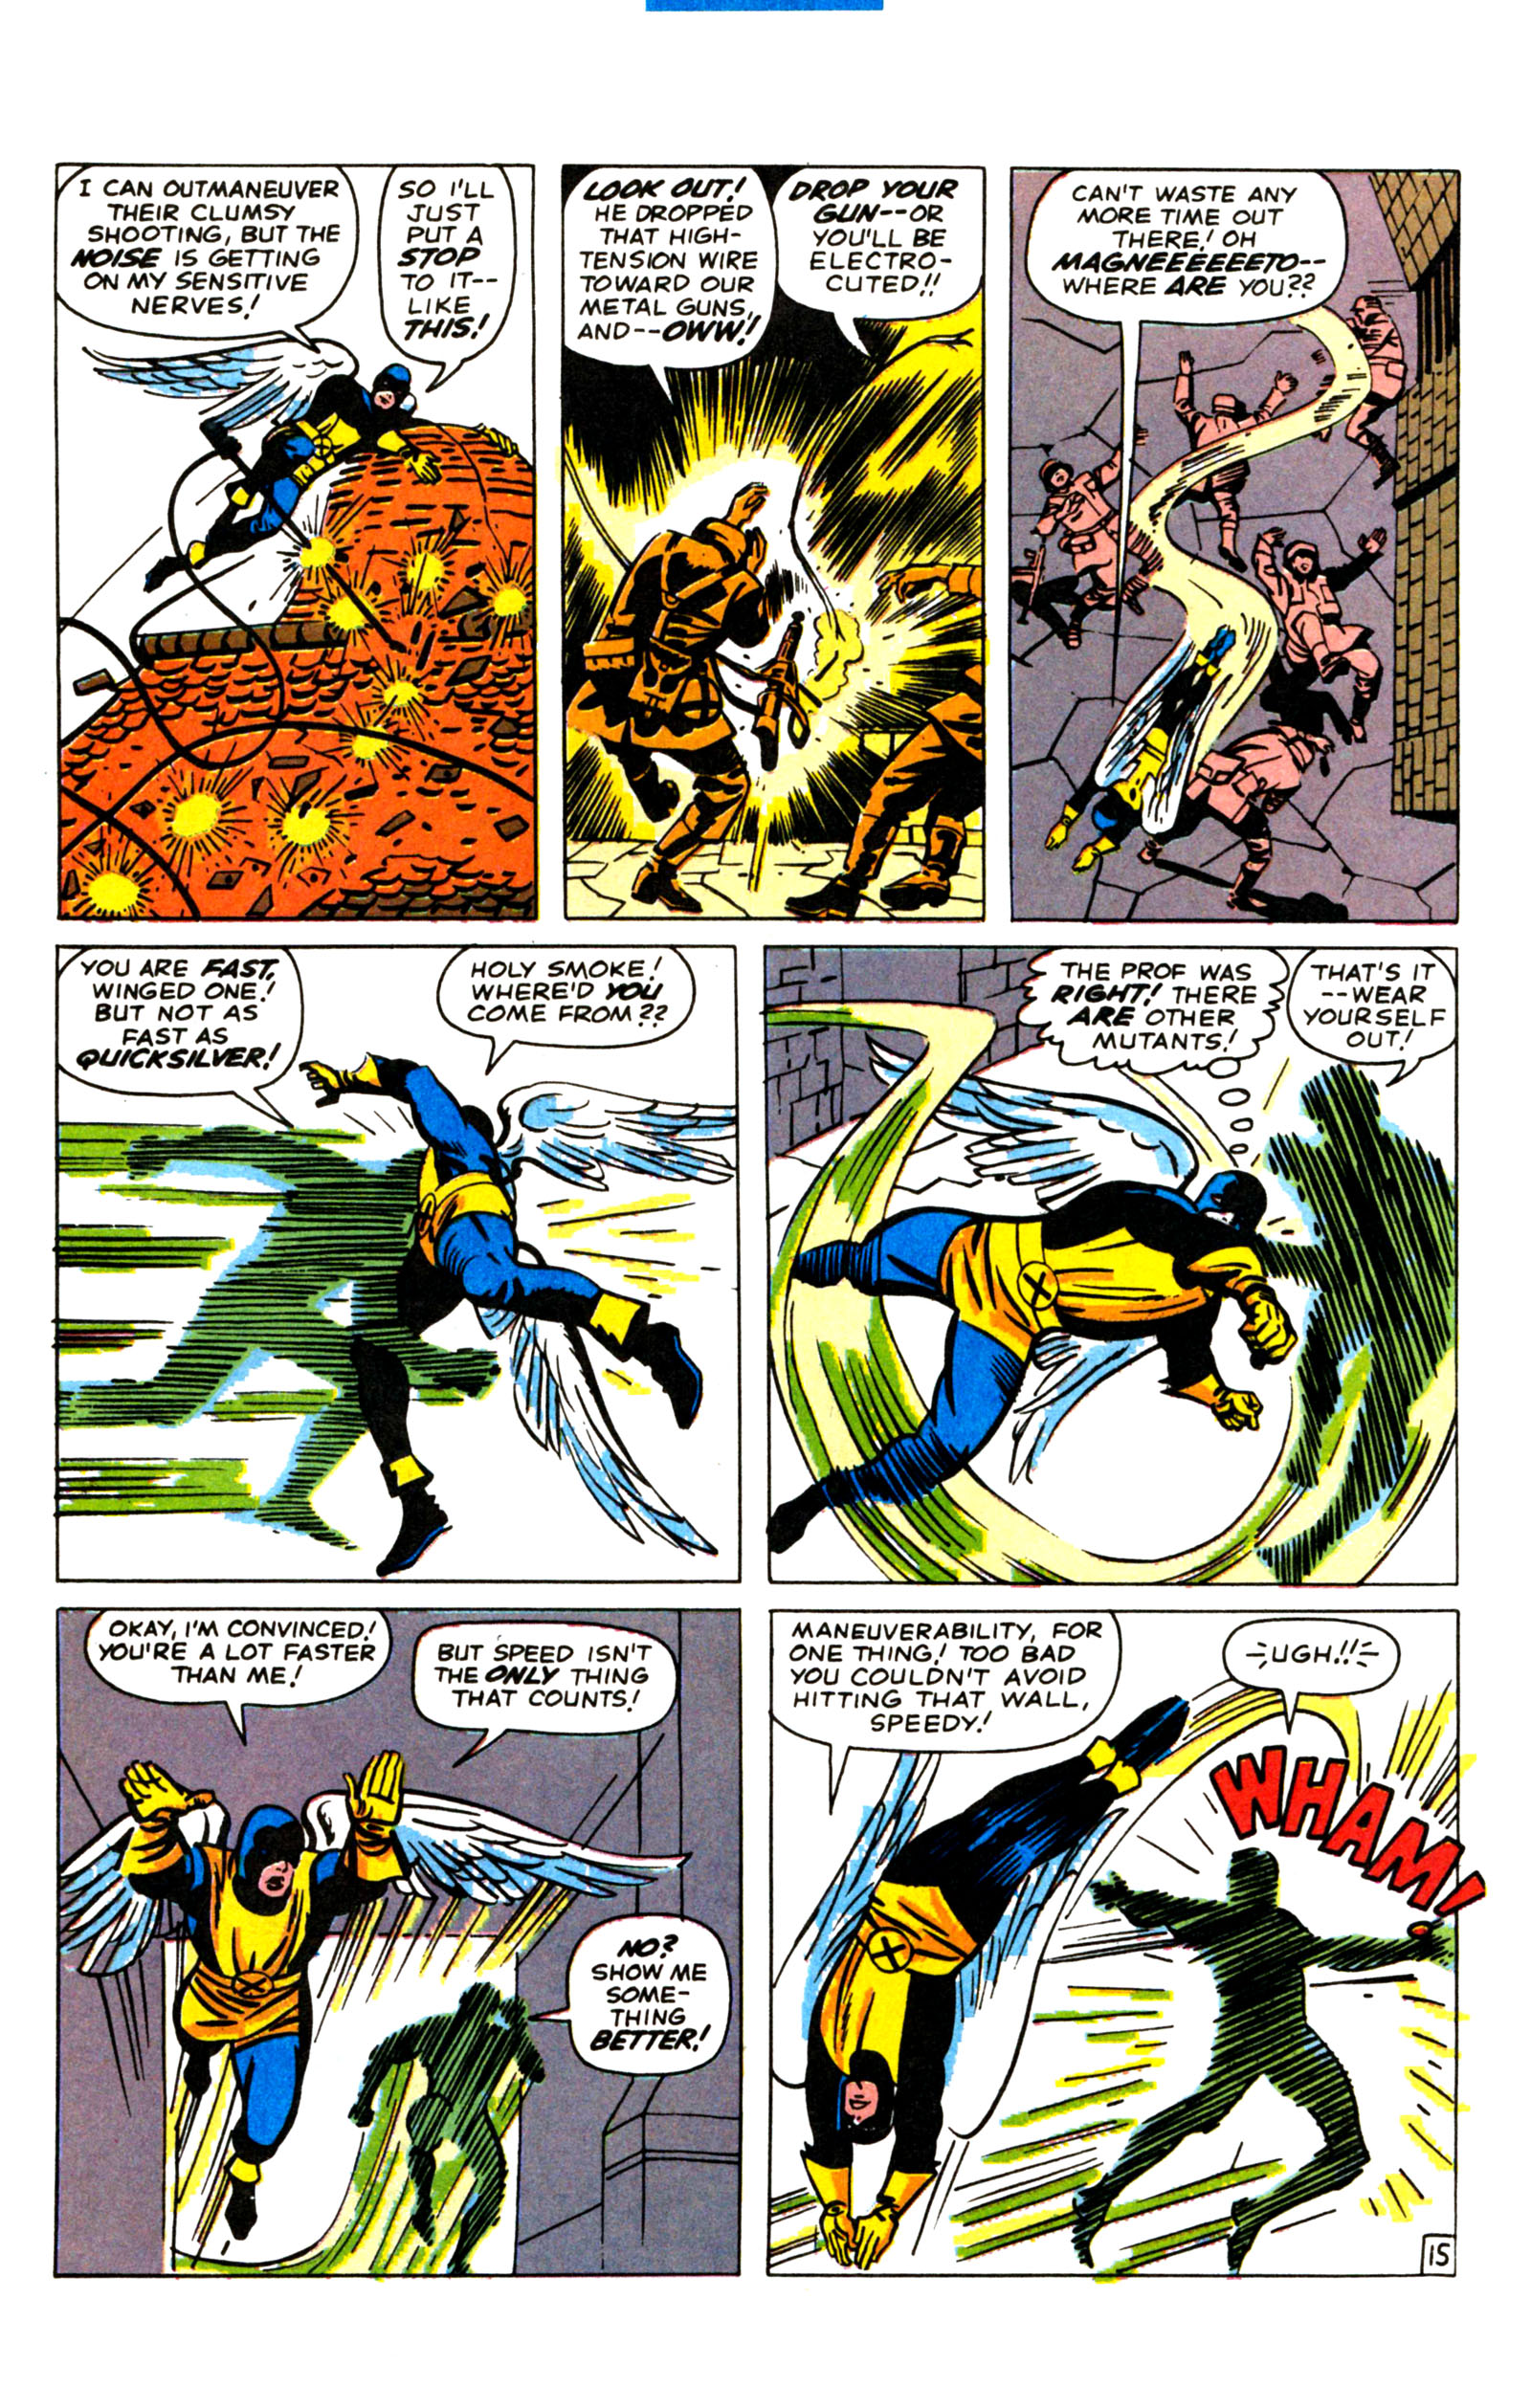 I CAN OUTMANEUVER
THEIR CLUMSY
SHOOTING, BUT THE
NOISE IS GETTING
ON MY SENSITIVE
NERVES!
SO I'LL
JUST
PUT A
STOP
TO IT--
LIKE
THIS!
LOOK OUT!
HE DROPPED
THAT HIGH-
TENSION WIRE
TOWARD OUR
METAL GUNS,
AND--OWW!
DROP YOUR
GUN--OR
YOU'LL BE
ELECTRO-
CUTED!!
CAN'T WASTE ANY
MORE TIME OUT
THERE! OH
MAGNEEEEEETO--
WHERE ARE YOU??
YOU ARE FAST,
WINGED ONE!
BUT NOT AS
FAST AS
QUICKSILVER!
HOLY SMOKE!
WHERE'D YOU
COME FROM??
THE PROF WAS
RIGHT! THERE
ARE OTHER
MUTANTS!
THAT'S IT
--WEAR
YOURSELF
OUT!
OKAY, I'M CONVINCED!
YOU'RE A LOT FASTER
THAN ME!
BUT SPEED ISN'T
THE ONLY THING
THAT COUNTS!
NO?
SHOW ME
SOME-
THING
BETTER!
MANEUVERABILITY, FOR
ONE THING! TOO BAD
YOU COULDN'T AVOID
HITTING THAT WALL,
SPEEDY!
UGH!!
WHAM!
15